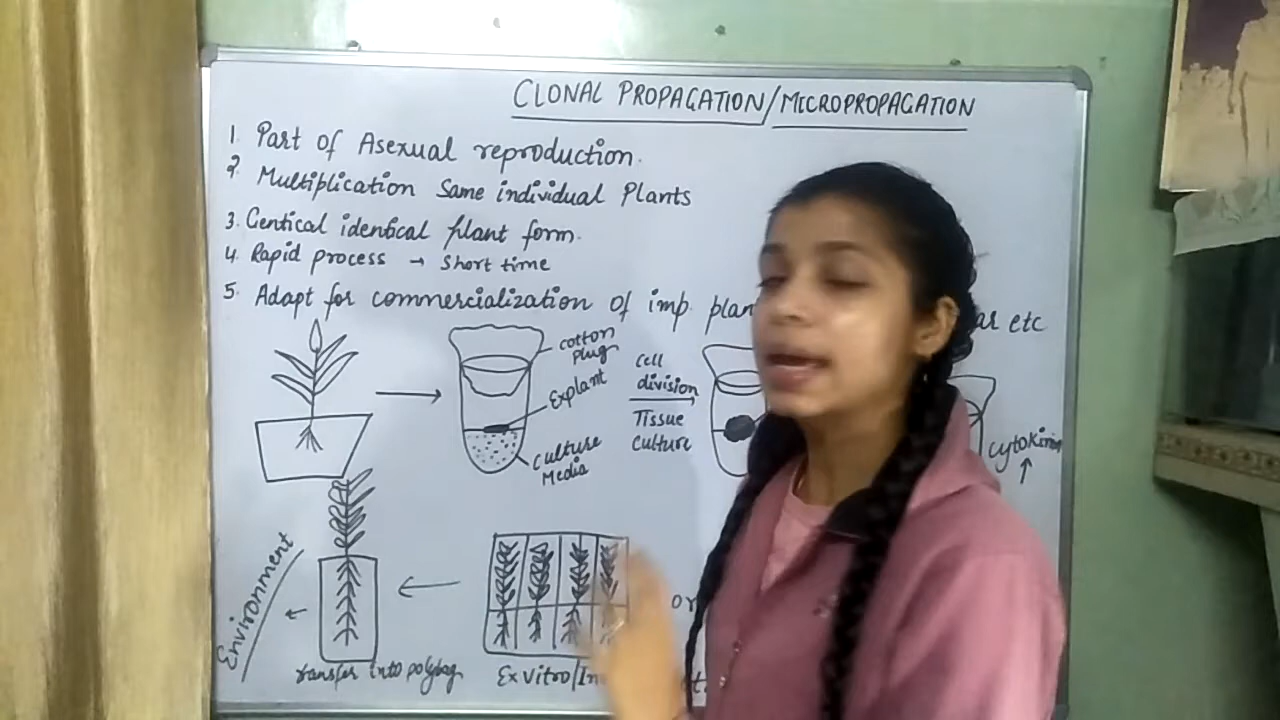 CLONAL PROPAGATION/MICROPROPAGATION
1. Part of Asexual reproduction.
2. Multiplication Same individual Plants
3. Gentical identical plant form.
4. Rapid process → Short time
5. Adapt for commercialization of imp. plan etc
cotton
plug
Explant
Culture
Media
Cell
division
Tissue
Culture
cytokinin
↑
Environment
transfer into polybag
Ex vitro/In